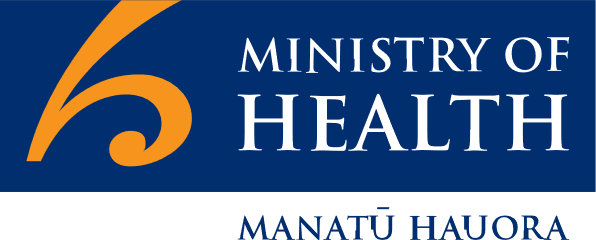 MINISTRY OF
HEALTH
MANATŪ HAUORA